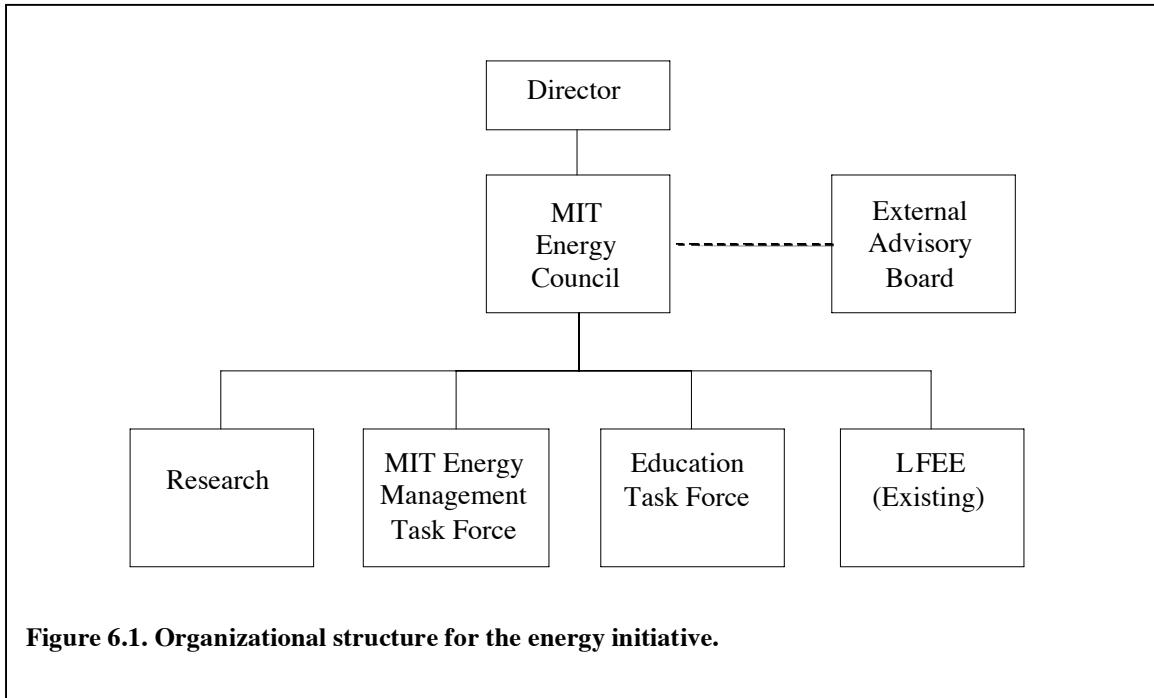 Director
MIT
Energy
Council
External
Advisory
Board
Research
MIT Energy
Management
Task Force
Education
Task Force
LFEE
(Existing)
Figure 6.1. Organizational structure for the energy initiative.